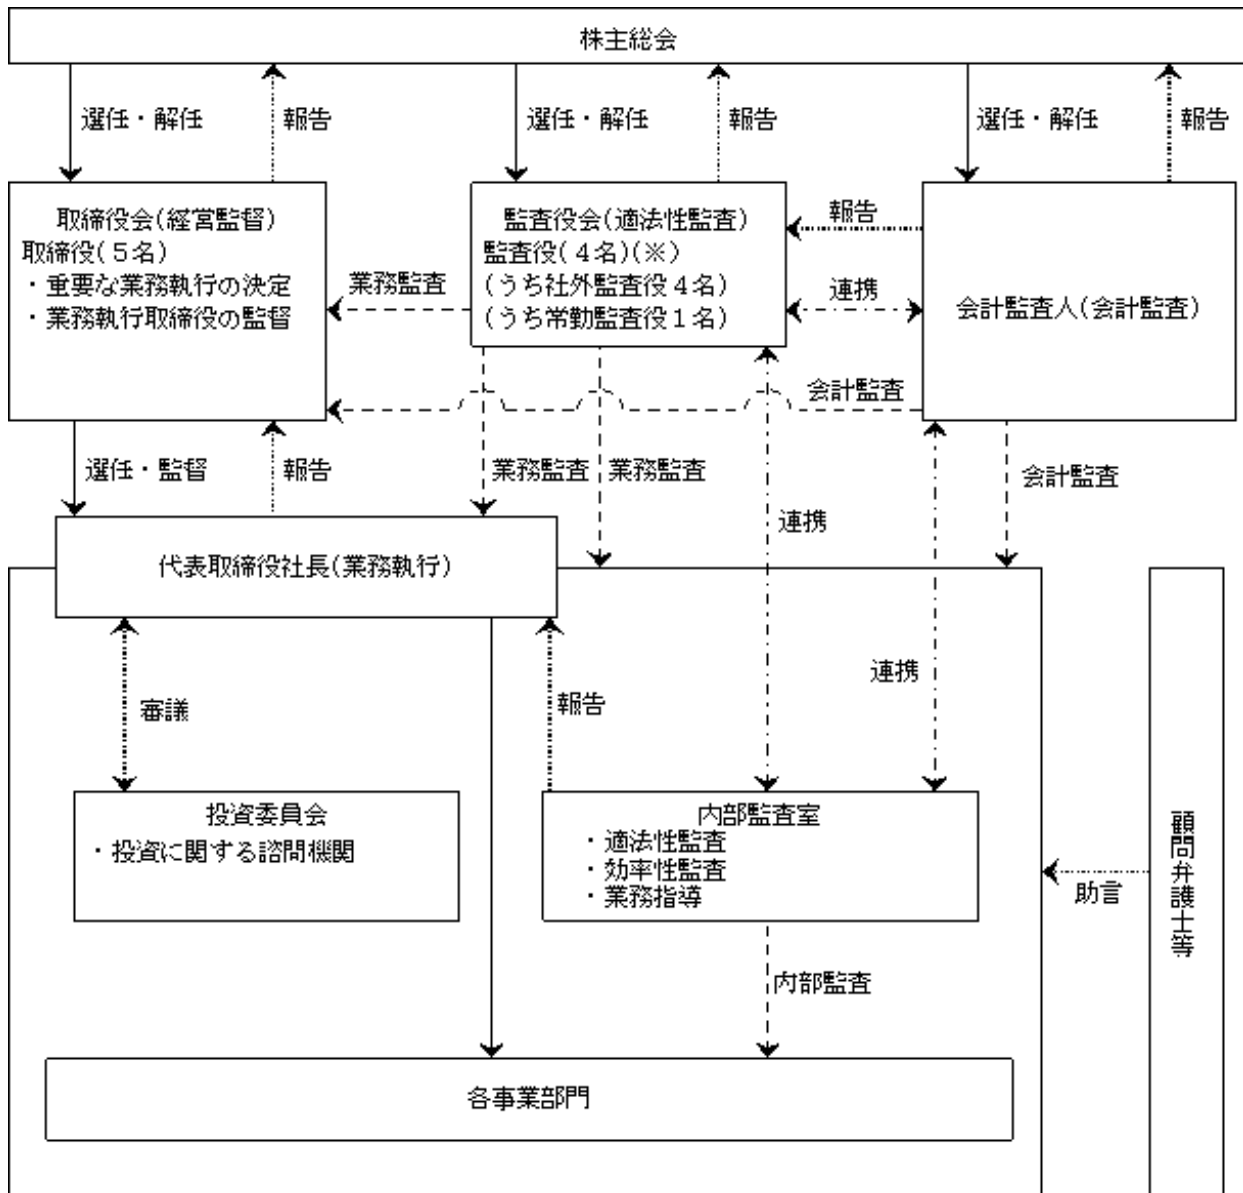 株主総会
選任・解任
報告
選任・解任
報告
選任・解任
報告
取締役会(経営監督)
取締役(5名)
・重要な業務執行の決定
・業務執行取締役の監督
業務監査
監査役会(適法性監査)
監査役(4名)(※)
(うち社外監査役4名)
(うち常勤監査役1名)
報告
連携
会計監査人(会計監査)
会計監査
選任・監督
報告
業務監査
業務監査
連携
会計監査
代表取締役社長(業務執行)
審議
報告
連携
投資委員会
・投資に関する諮問機関
内部監査室
・適法性監査
・効率性監査
・業務指導
助言
顧問弁護士等
内部監査
各事業部門